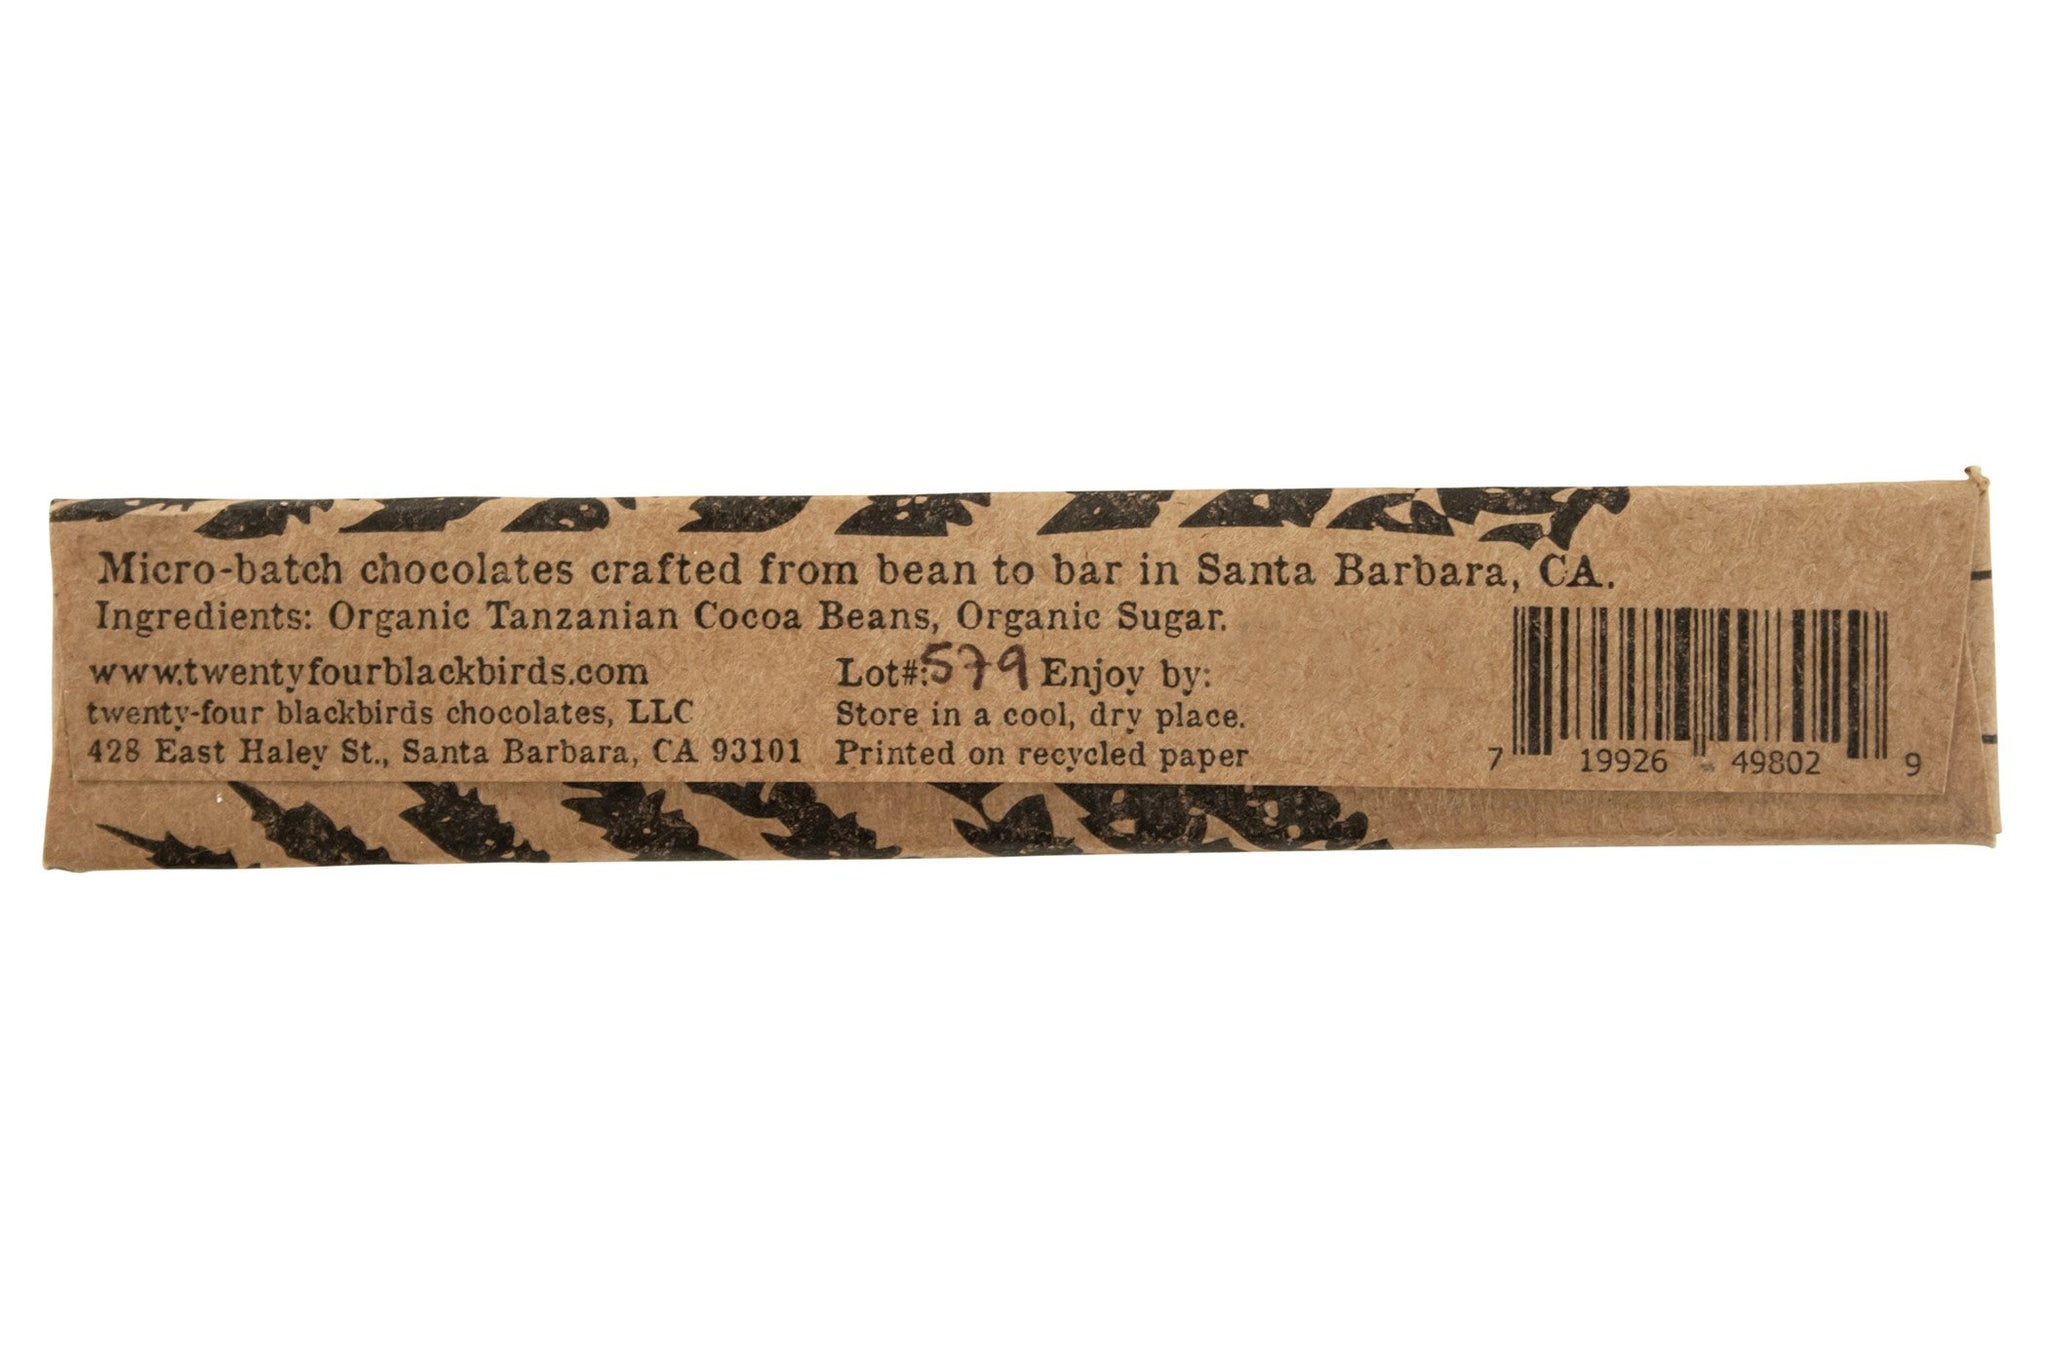 Micro-batch chocolates crafted from bean to bar in Santa Barbara, CA.
Ingredients: Organic Tanzanian Cocoa Beans, Organic Sugar.
www.twentyfourblackbirds.com
twenty-four blackbirds chocolates, LLC
428 East Haley St., Santa Barbara, CA 93101
Lot#:579 Enjoy by:
Store in a cool, dry place.
Printed on recycled paper
7 19926 49802 9